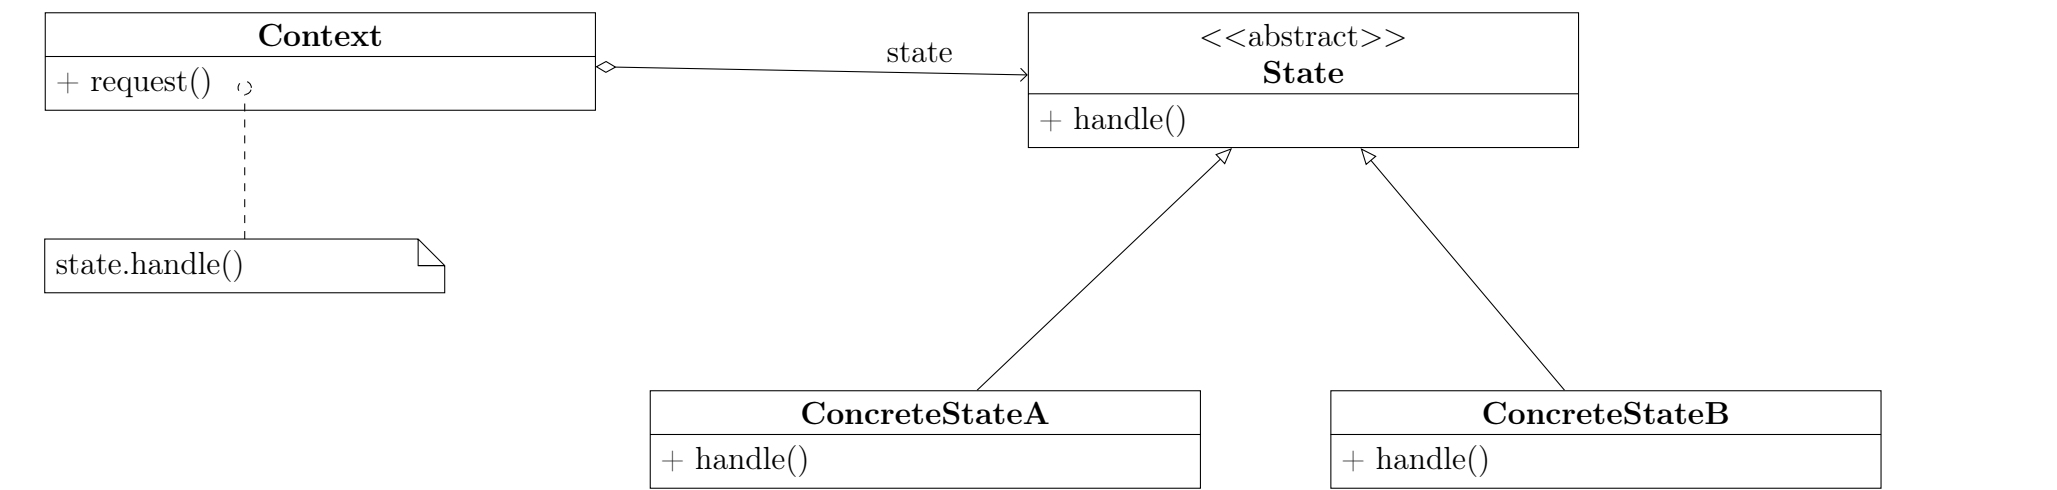 Context
+ request()
state
<<abstract>>
State
+ handle()
state.handle()
ConcreteStateA
+ handle()
ConcreteStateB
+ handle()